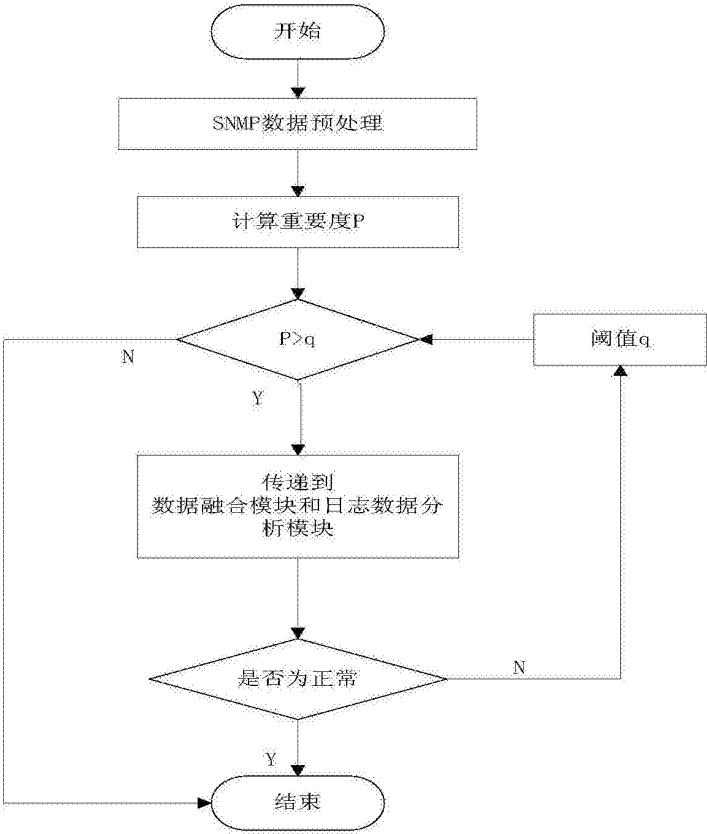 开始
SNMP数据预处理
计算重要度P
P>q
阈值q
N
Y
传递到
数据融合模块和日志数据分
析模块
是否为正常
N
Y
结束